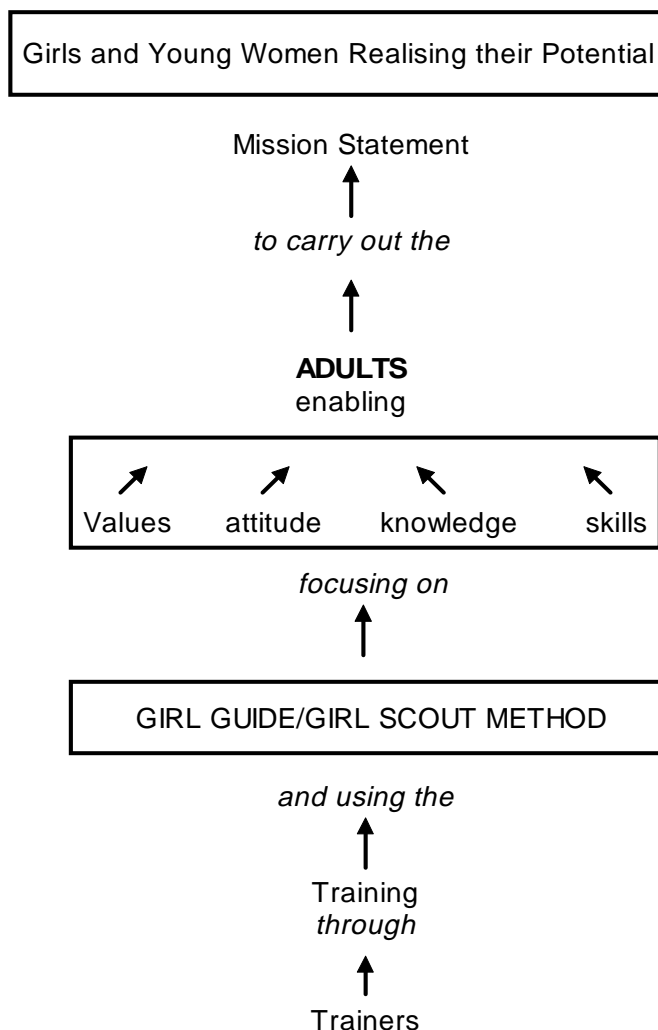 Girls and Young Women Realising their Potential
Mission Statement
to carry out the
ADULTS
enabling
Values attitude knowledge skills
focusing on
GIRL GUIDE/GIRL SCOUT METHOD
and using the
Training
through
Trainers